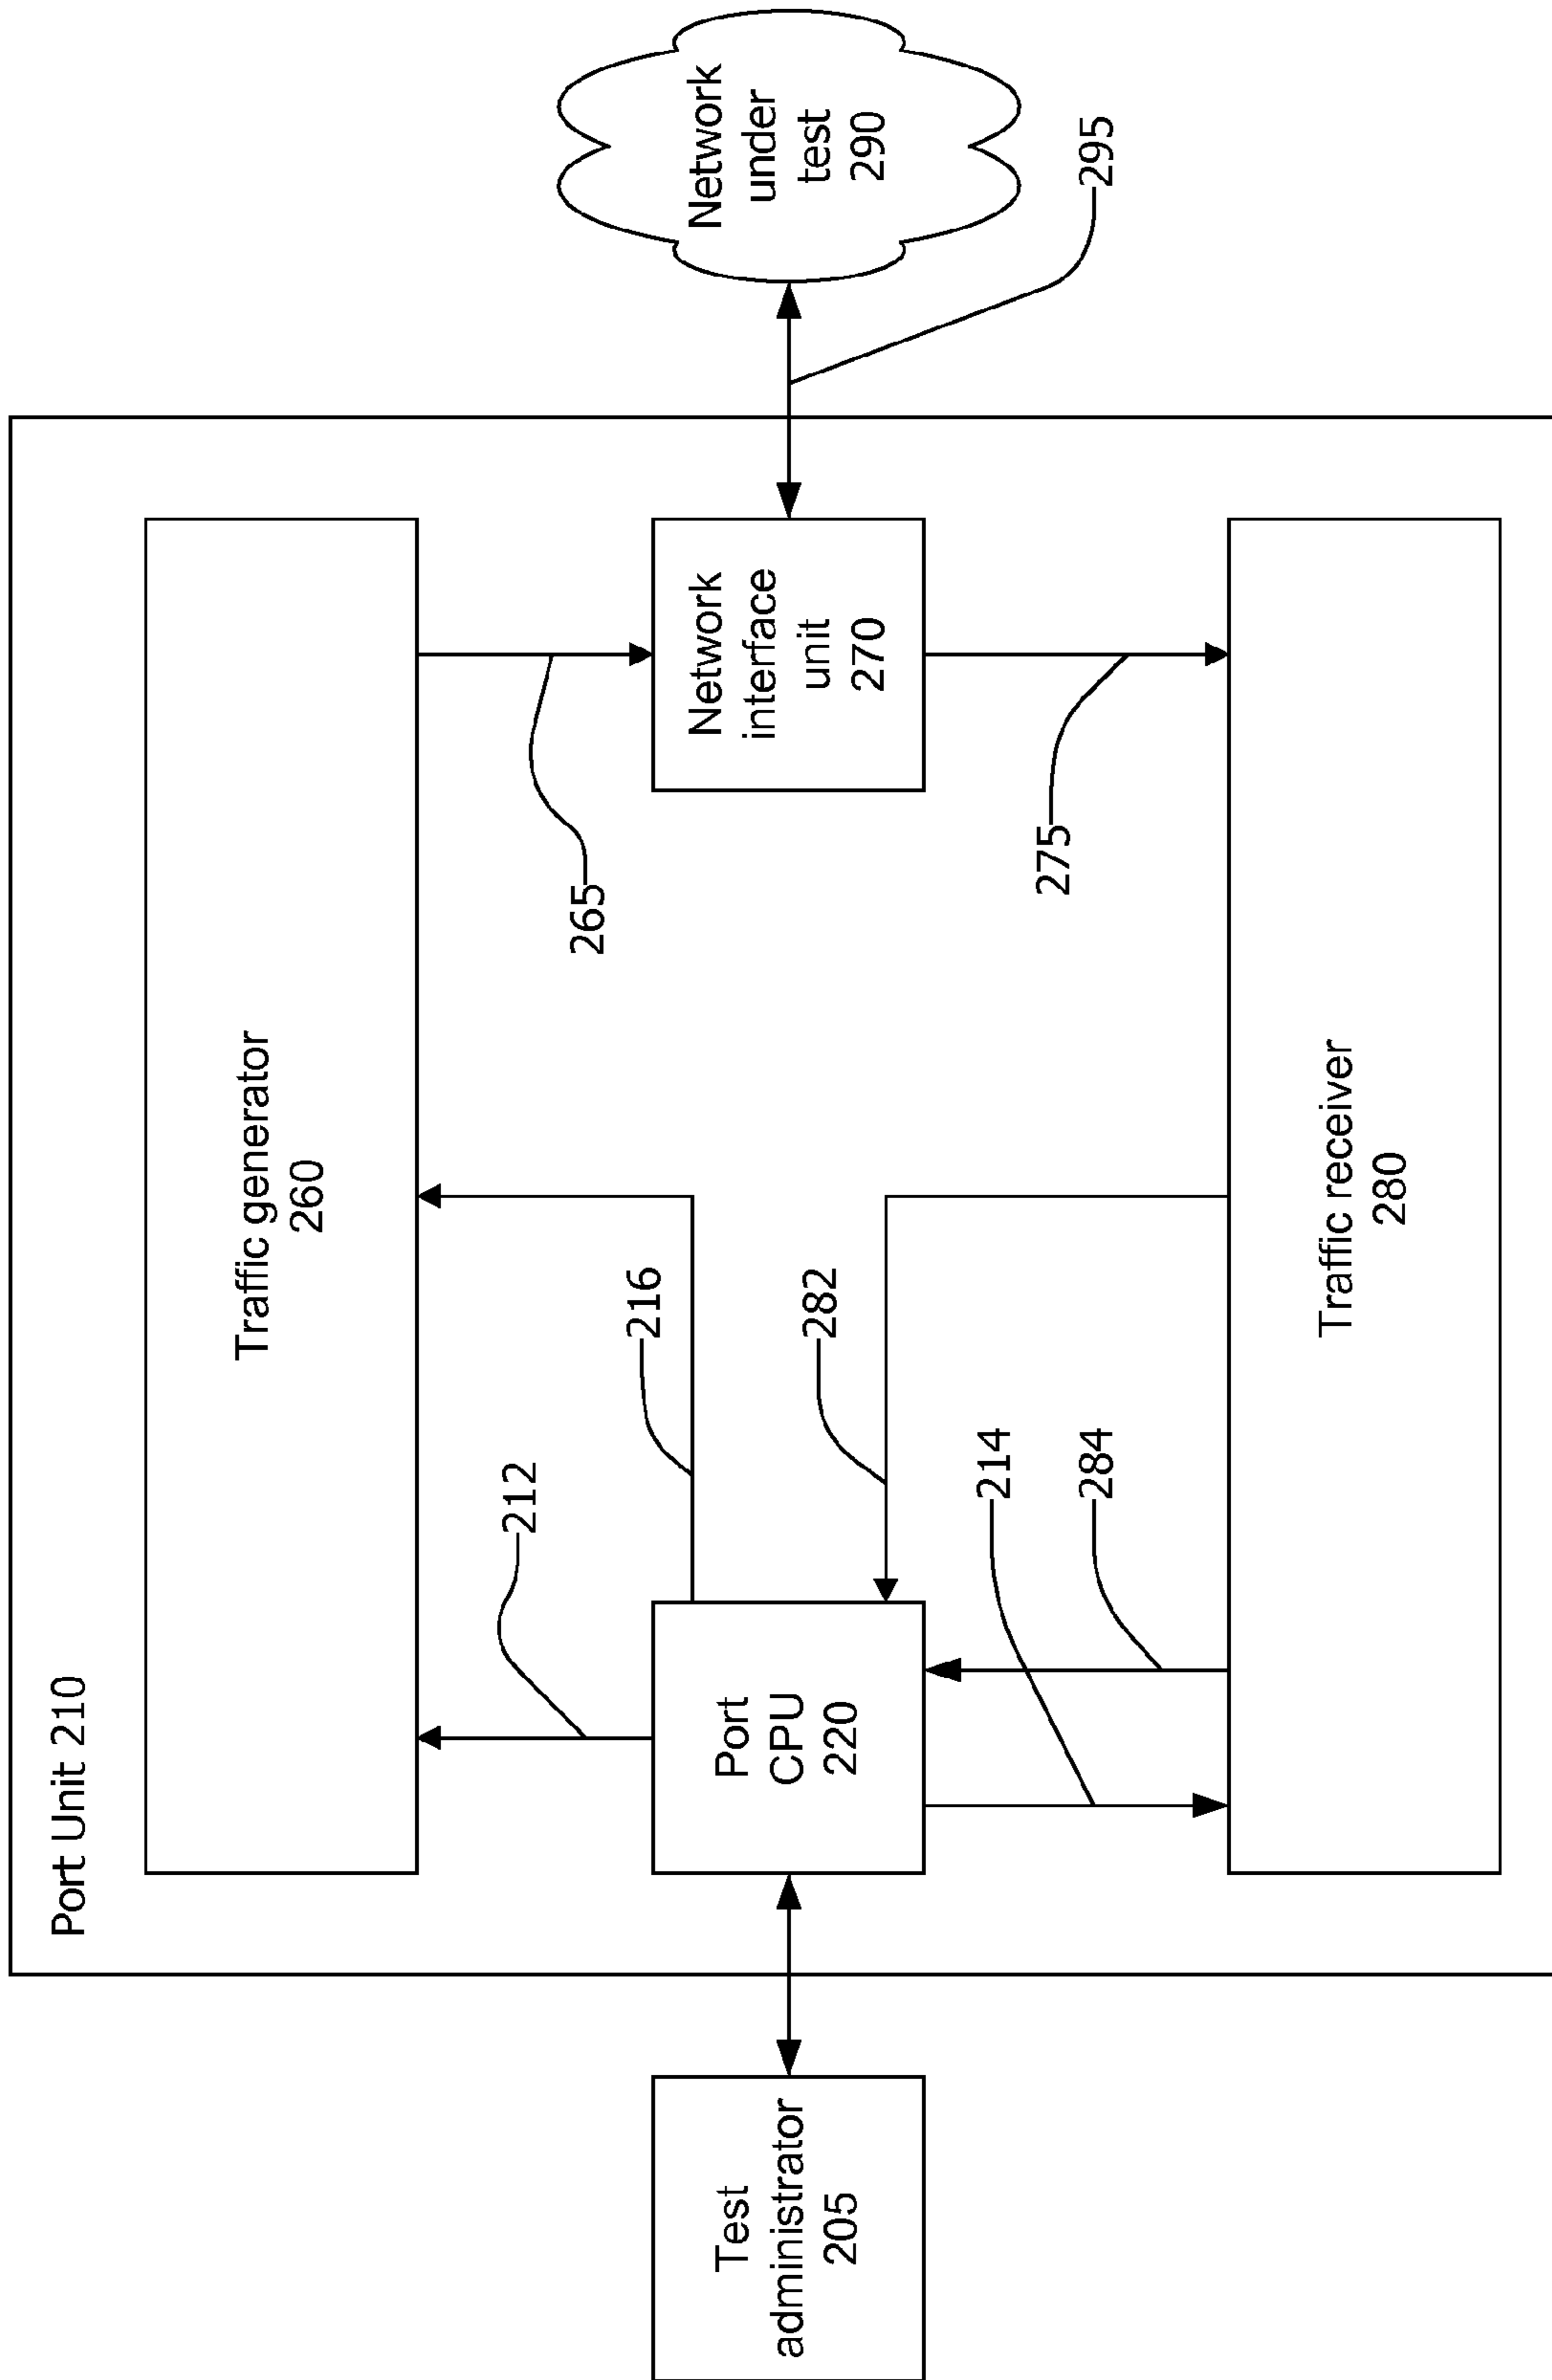 Port Unit 210
Traffic generator
260
212
216
265
Test
administrator
205
Port
CPU
220
Network
interface
unit
270
Network
under
test
290
282
214
284
275
295
Traffic receiver
280